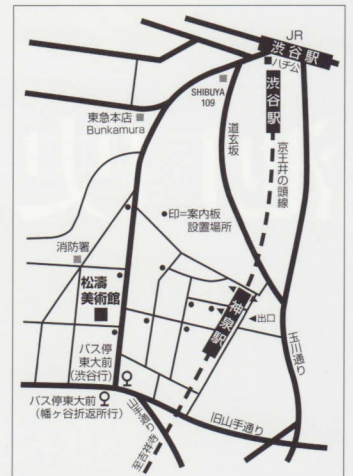 JR
渋谷駅
ハチ公
渋谷駅
SHIBUYA
109
東急本店
Bunkamura
道玄坂
京王井の頭線
●印=案内板
設置場所
消防署
松濤
美術館
神泉駅
出口
バス停
東大前
(渋谷行)
玉川通り
バス停東大前
(幡ヶ谷折返所行)
山手通り
旧山手通り
至吉祥寺